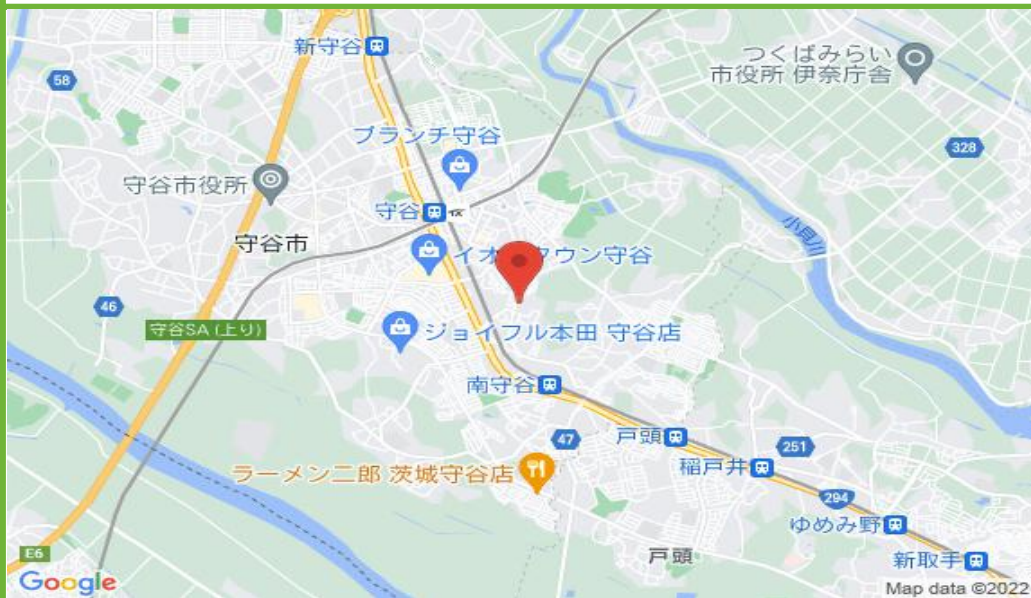 新守谷
つくばみらい
市役所 伊奈庁舎
58
ブランチ守谷
328
守谷市役所
守谷
小貝川
守谷市
イオンタウン守谷
46
守谷SA (上り)
ジョイフル本田 守谷店
南守谷
戸頭
47
251
稲戸井
ラーメン二郎 茨城守谷店
294
ゆめみ野
戸頭
新取手
E6
Google
Map data ©2022